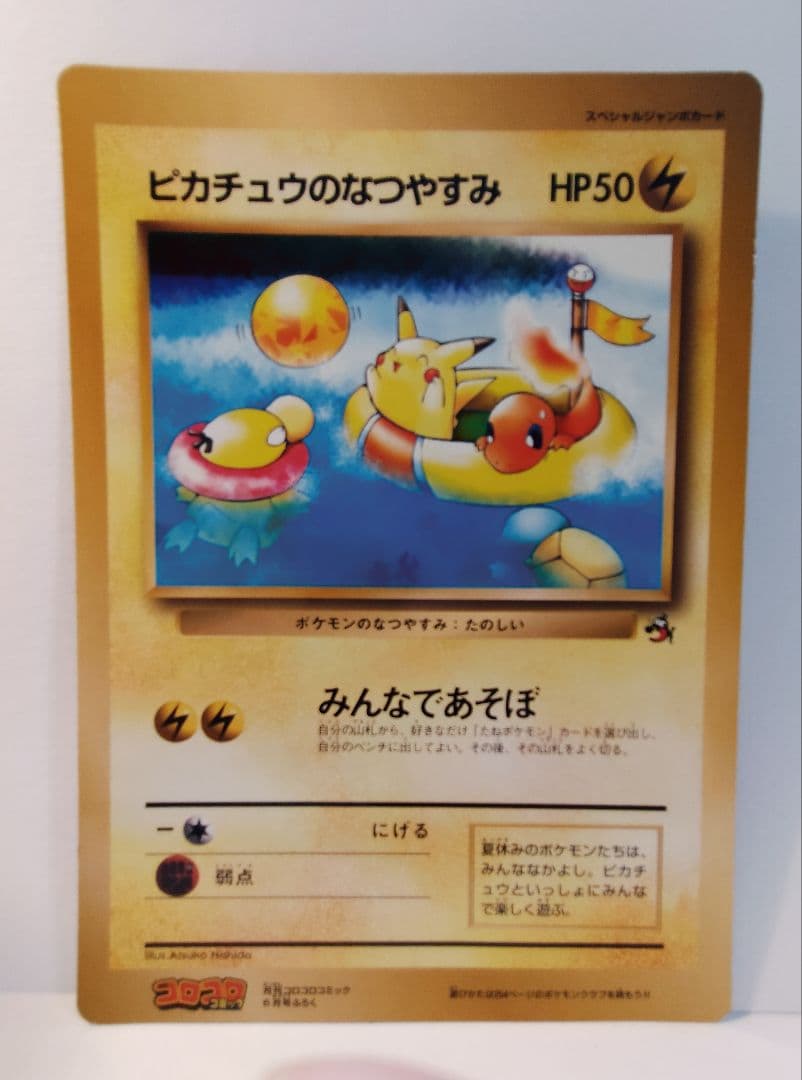 スペシャルジャンボカード
ピカチュウのなつやすみ HP50
ポケモンのなつやすみ:たのしい
みんなであそぼ
自分の山札から、好きなだけ「たねポケモン」カードを選び出し、
自分のベンチに出してよい。その後、その山札をよく切る。
ー にげる
弱点
夏休みのポケモンたちは、
みんななかよし。ピカチ
ュウといっしょにみんな
で楽しく遊ぶ。
Illus. Atsuko Nishida
コロコロ
コミック
月刊コロコロコミック
6月号ふろく